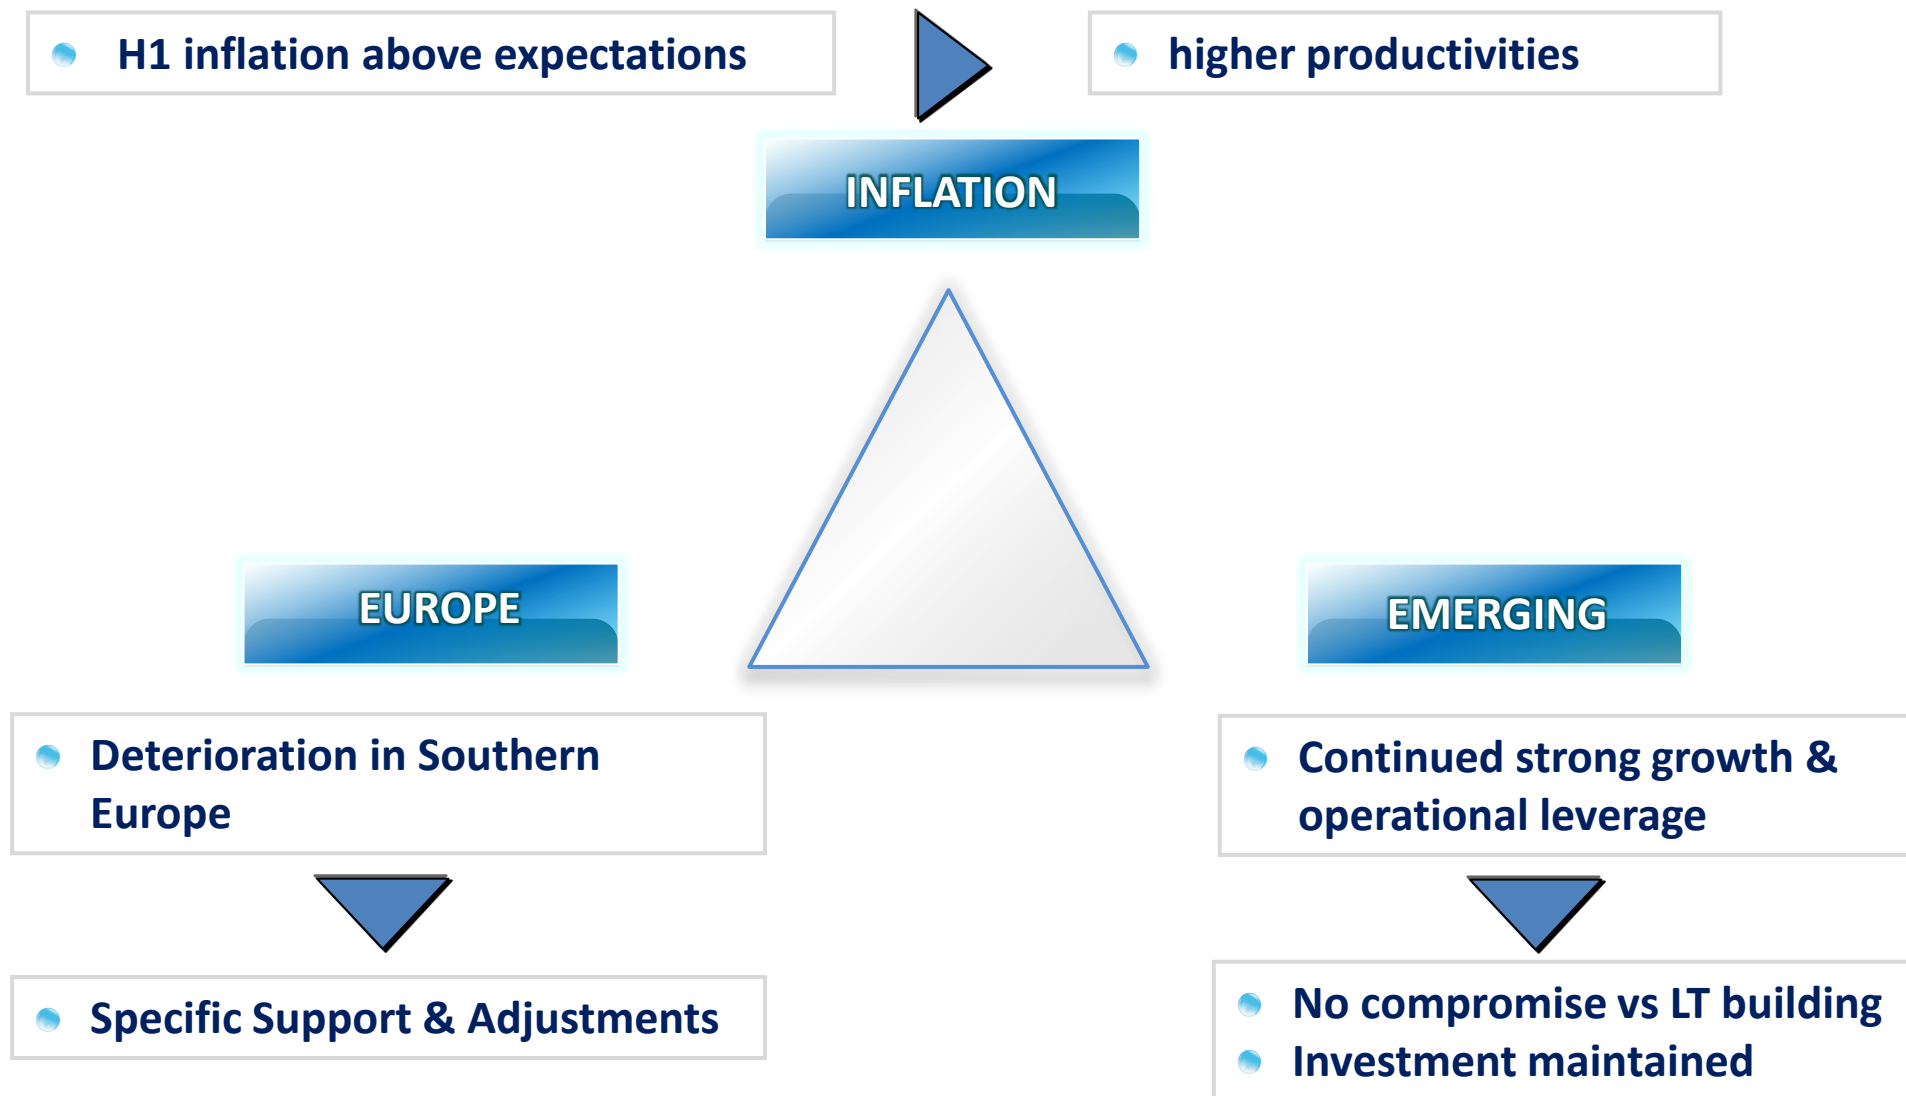 H1 inflation above expectations
higher productivities
INFLATION
EUROPE
EMERGING
Deterioration in Southern
Europe
Continued strong growth &
operational leverage
Specific Support & Adjustments
No compromise vs LT building
Investment maintained